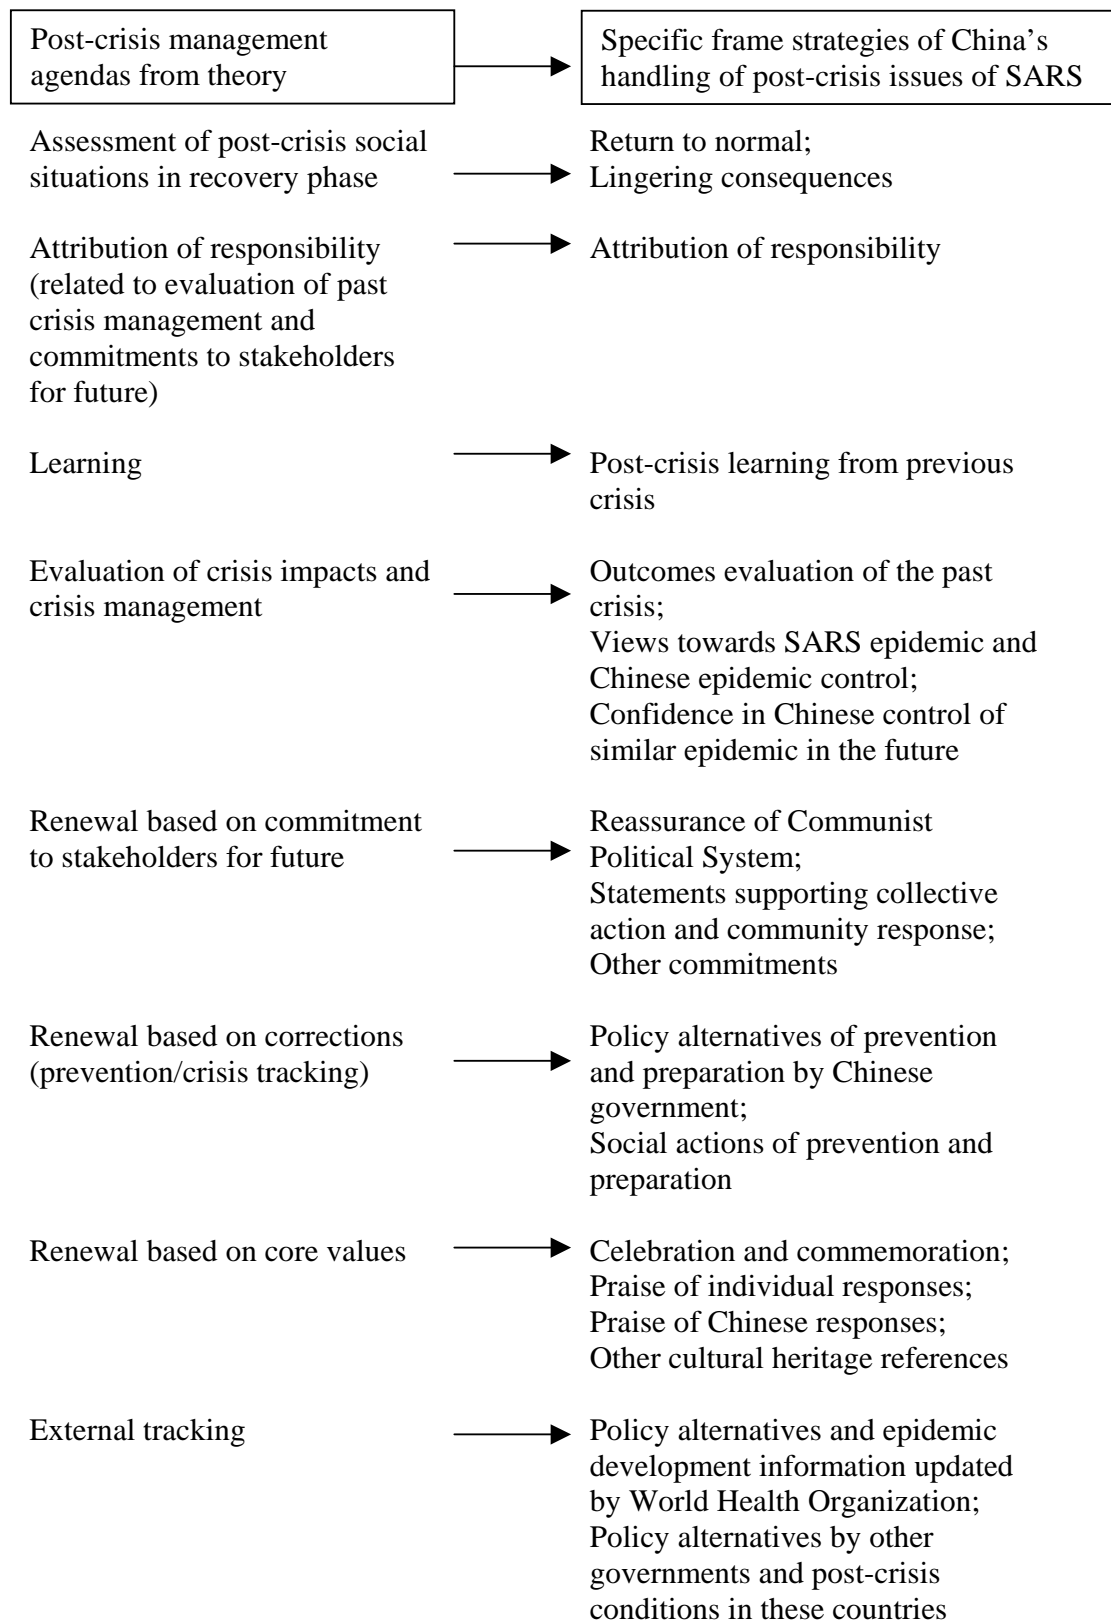 Post-crisis management
agendas from theory
Specific frame strategies of China's
handling of post-crisis issues of SARS
Assessment of post-crisis social
situations in recovery phase
Return to normal;
Lingering consequences
Attribution of responsibility
(related to evaluation of past
crisis management and
commitments to stakeholders
for future)
Attribution of responsibility
Learning
Post-crisis learning from previous
crisis
Evaluation of crisis impacts and
crisis management
Outcomes evaluation of the past
crisis;
Views towards SARS epidemic and
Chinese epidemic control;
Confidence in Chinese control of
similar epidemic in the future
Renewal based on commitment
to stakeholders for future
Reassurance of Communist
Political System;
Statements supporting collective
action and community response;
Other commitments
Renewal based on corrections
(prevention/crisis tracking)
Policy alternatives of prevention
and preparation by Chinese
government;
Social actions of prevention and
preparation
Renewal based on core values
Celebration and commemoration;
Praise of individual responses;
Praise of Chinese responses;
Other cultural heritage references
External tracking
Policy alternatives and epidemic
development information updated
by World Health Organization;
Policy alternatives by other
governments and post-crisis
conditions in these countries